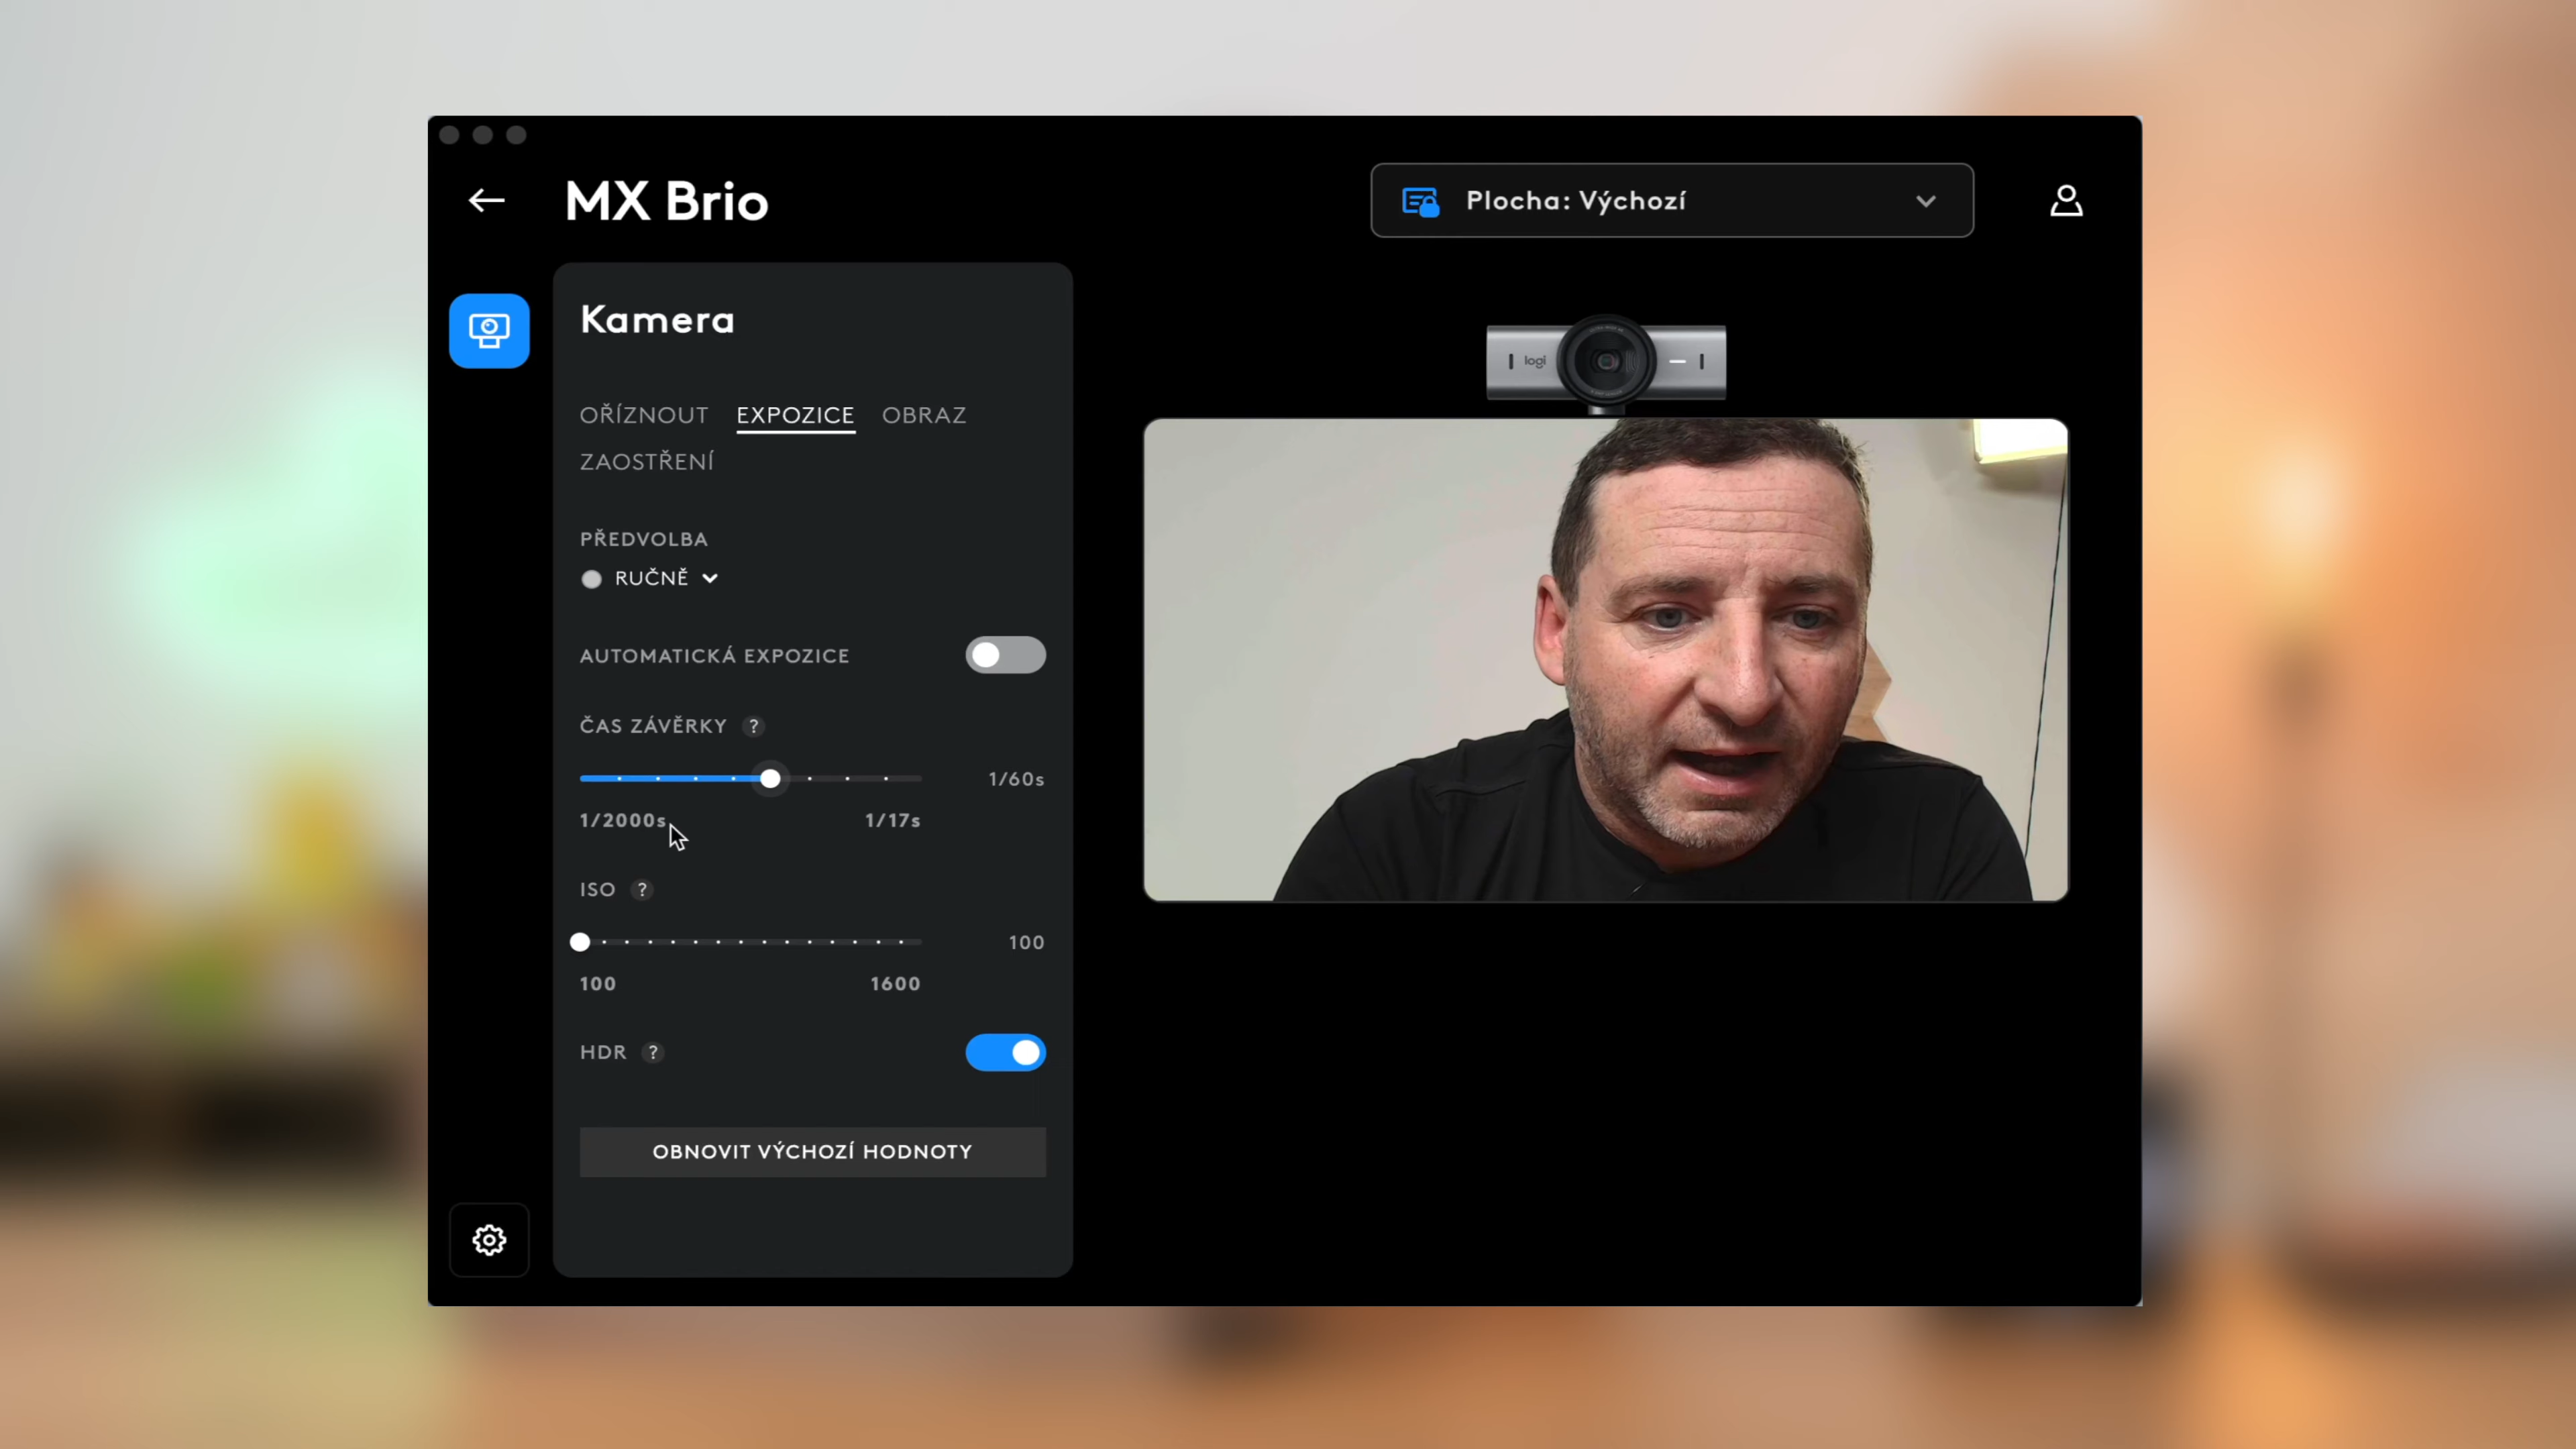 MX Brio
Plocha: Výchozí
Kamera
OŘÍZNOUT EXPOZICE OBRAZ
ZAOSTŘENÍ
PŘEDVOLBA
RUČNĚ
AUTOMATICKÁ EXPOZICE
ČAS ZÁVĚRKY ?
1/60s
1/2000s 1/17s
ISO ?
100
100 1600
HDR ?
OBNOVIT VÝCHOZÍ HODNOTY
logi